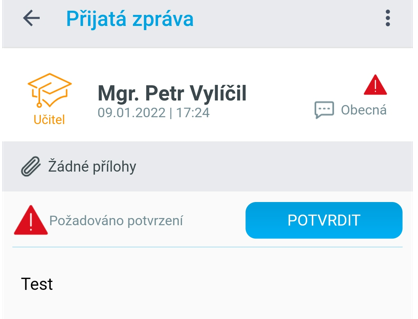 Přijatá zpráva
Mgr. Petr Vylíčil
09.01.2022 | 17:24
Učitel
Obecná
Žádné přílohy
Požadováno potvrzení
POTVRDIT
Test